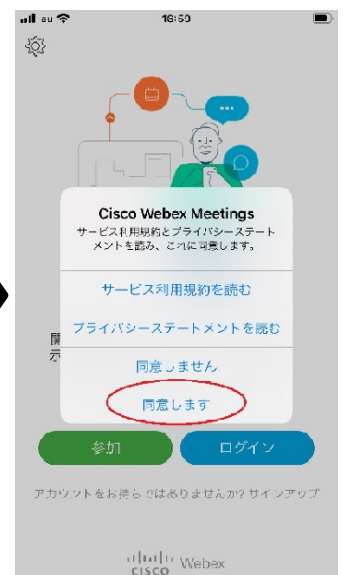 au 16:50
Cisco Webex Meetings
サービス利用規約とプライバシーステート
メントを読み、これに同意します。
サービス利用規約を読む
プライバシーステートメントを読む
開
示
同意しません
同意します
参加
ログイン
アカウントをお持ちではありませんか? サインアップ
cisco Webex